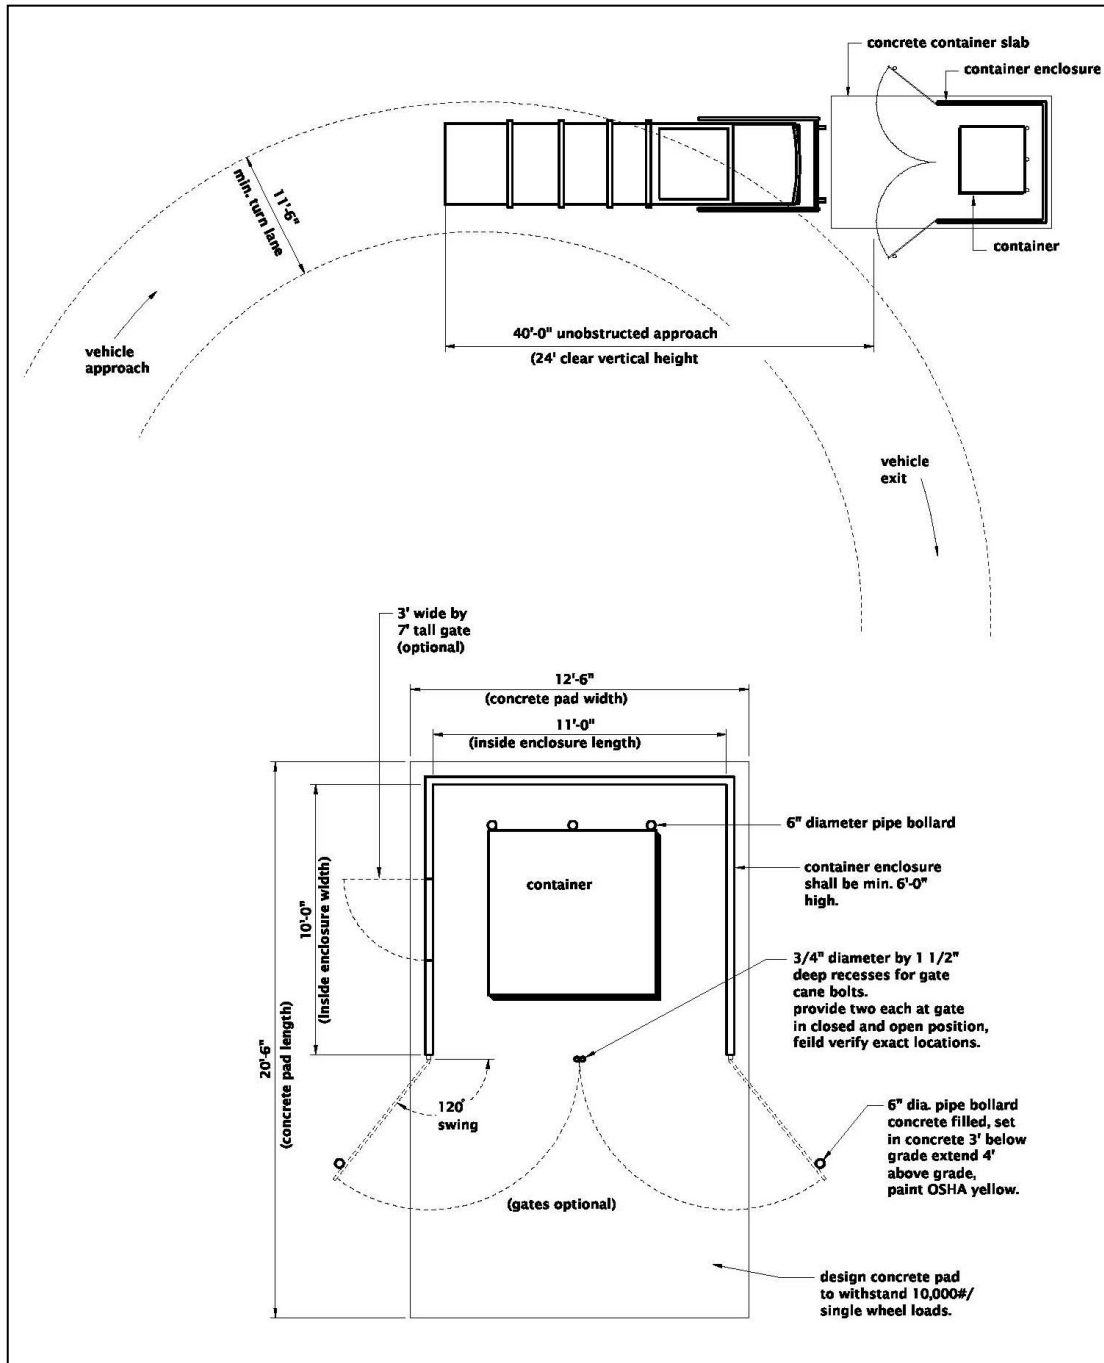 concrete container slab
container enclosure
container
11'-6"
min. turn lane
vehicle
approach
40'-0" unobstructed approach
(24' clear vertical height
vehicle
exit
3' wide by
7' tall gate
(optional)
12'-6"
(concrete pad width)
11'-0"
(inside enclosure length)
6" diameter pipe bollard
container
container enclosure
shall be min. 6'-0"
high.
10'-0"
(Inside enclosure width)
20'-6"
(concrete pad length)
3/4" diameter by 1 1/2"
deep recesses for gate
cane bolts.
provide two each at gate
in closed and open position,
feild verify exact locations.
120°
swing
6" dia. pipe bollard
concrete filled, set
in concrete 3' below
grade extend 4'
above grade,
paint OSHA yellow.
(gates optional)
design concrete pad
to withstand 10,000#/
single wheel loads.